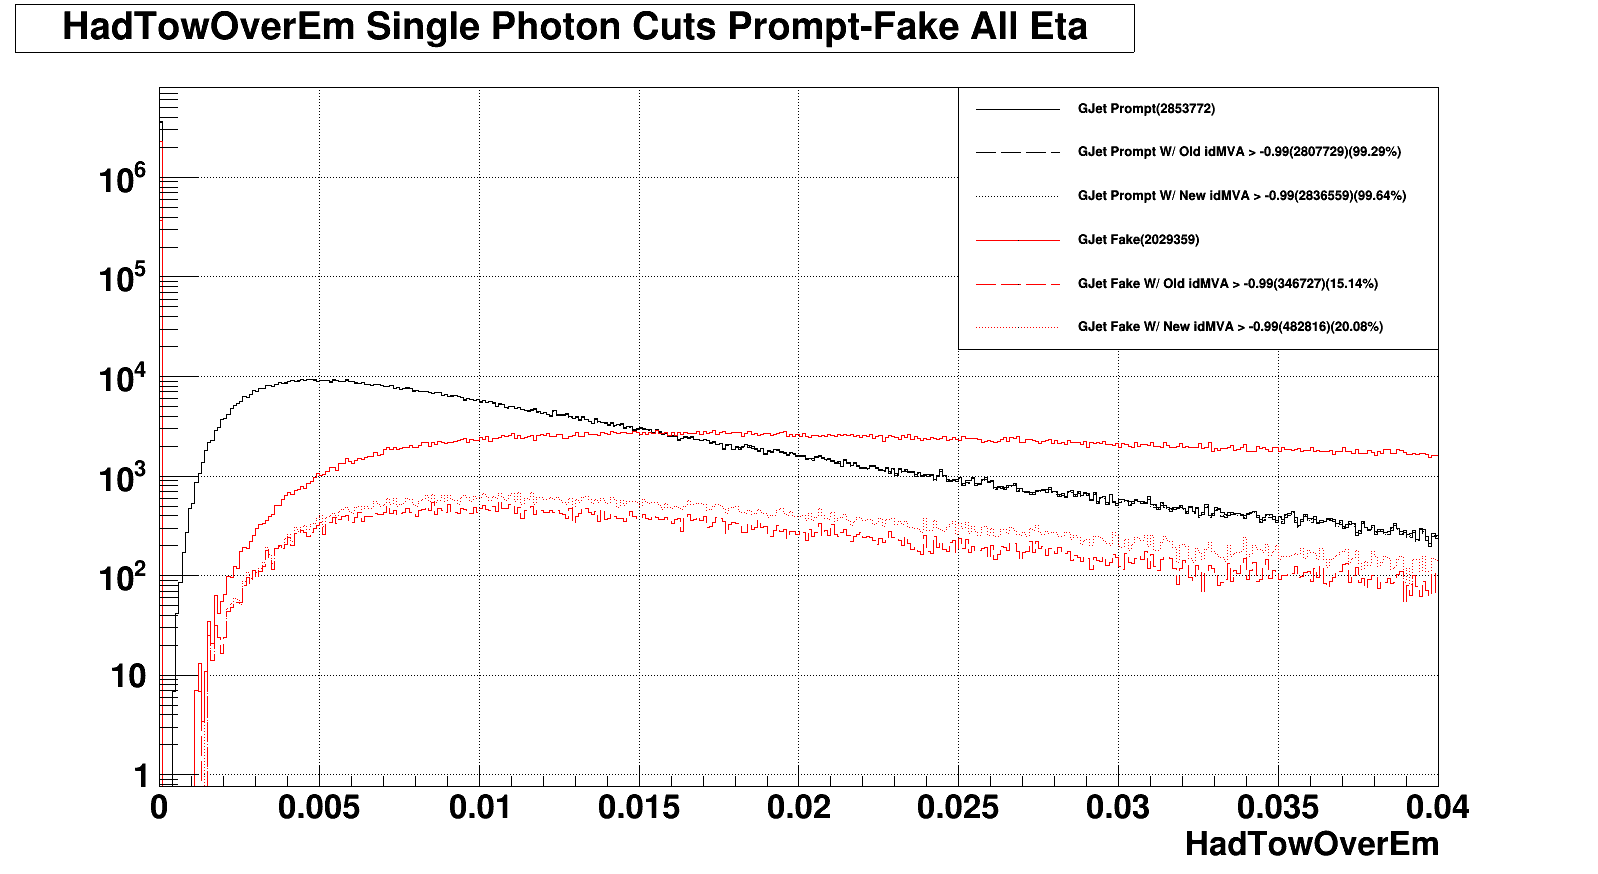 HadTowOverEm Single Photon Cuts Prompt-Fake All Eta
GJet Prompt(2853772)
GJet Prompt W/ Old idMVA > -0.99(2807729)(99.29%)
GJet Prompt W/ New idMVA > -0.99(2836559)(99.64%)
GJet Fake(2029359)
GJet Fake W/ Old idMVA > -0.99(346727)(15.14%)
GJet Fake W/ New idMVA > -0.99(482816)(20.08%)
10^6
10^5
10^4
10^3
10^2
10
1
0 0.005 0.01 0.015 0.02 0.025 0.03 0.035 0.04
HadTowOverEm